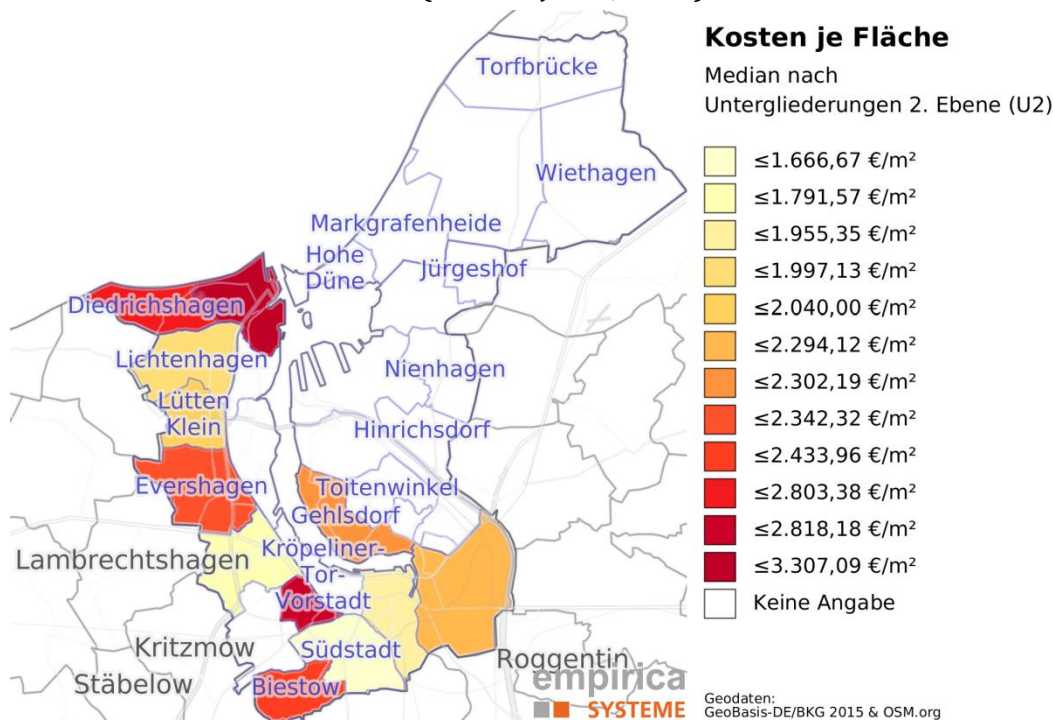 Torfbrücke
Wiethagen
Markgrafenheide
Hohe
Düne
Jürgeshof
Diedrichshagen
Lichtenhagen
Nienhagen
Lütten
Klein
Hinrichsdorf
Evershagen
Toitenwinkel
Gehlsdorf
Lambrechtshagen
Kröpeliner-
Tor-
Vorstadt
Kritzmow
Südstadt
Roggentin
Stäbelow
Biestow
empirica
SYSTEME
Kosten je Fläche
Median nach
Untergliederungen 2. Ebene (U2)
≤1.666,67 €/m²
≤1.791,57 €/m²
≤1.955,35 €/m²
≤1.997,13 €/m²
≤2.040,00 €/m²
≤2.294,12 €/m²
≤2.302,19 €/m²
≤2.342,32 €/m²
≤2.433,96 €/m²
≤2.803,38 €/m²
≤2.818,18 €/m²
≤3.307,09 €/m²
Keine Angabe
Geodaten:
GeoBasis-DE/BKG 2015 & OSM.org